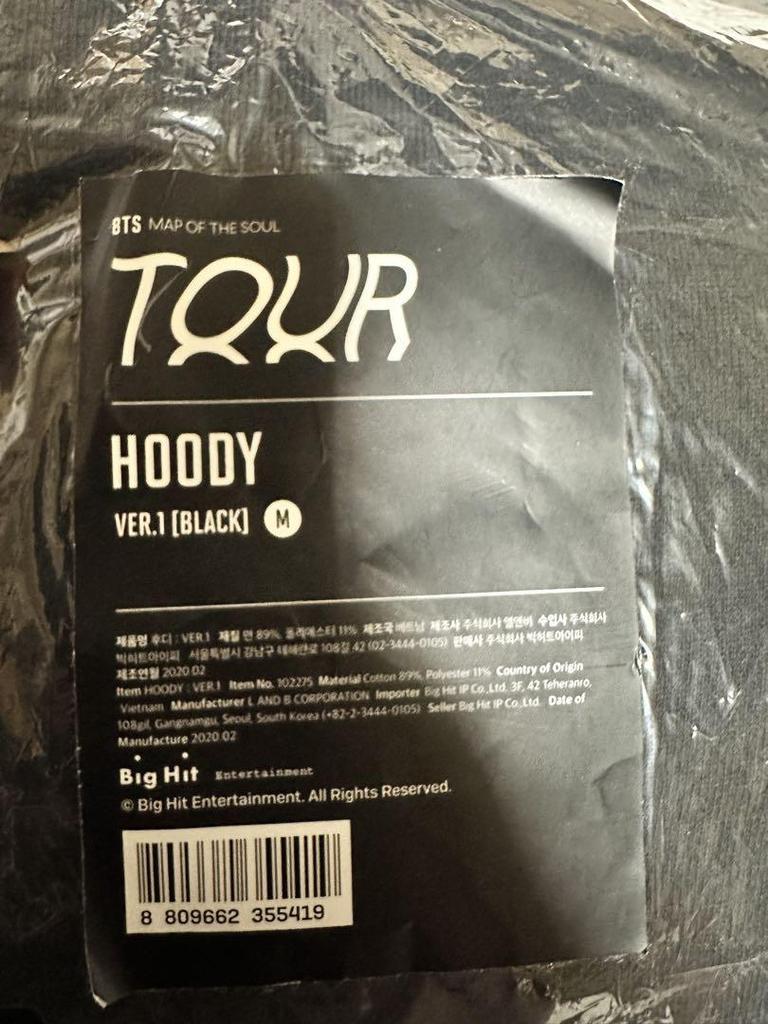 BTS MAP OF THE SOUL
TOUR
HOODY
VER.1 [BLACK] M
제품명 후디 : VER.1 재질 면 89%, 폴리에스터 11% 제조국 베트남 제조사 주식회사 엘앤비 수입사 주식회사
빅히트아이피 서울특별시 강남구 테헤란로 108길 42 (02-3444-0105) 판매사 주식회사 빅히트아이피
제조연월 2020.02
Item HOODY : VER.1 Item No. 102275 Material Cotton 89%, Polyester 11% Country of Origin
Vietnam Manufacturer L AND B CORPORATION Importer Big Hit IP Co., Ltd. 3F, 42 Teheranro,
108gil, Gangnamgu, Seoul, South Korea (+82-2-3444-0105) Seller Big Hit IP Co., Ltd. Date of
Manufacture 2020.02
Big Hit Entertainment
© Big Hit Entertainment. All Rights Reserved.
8 809662 355419